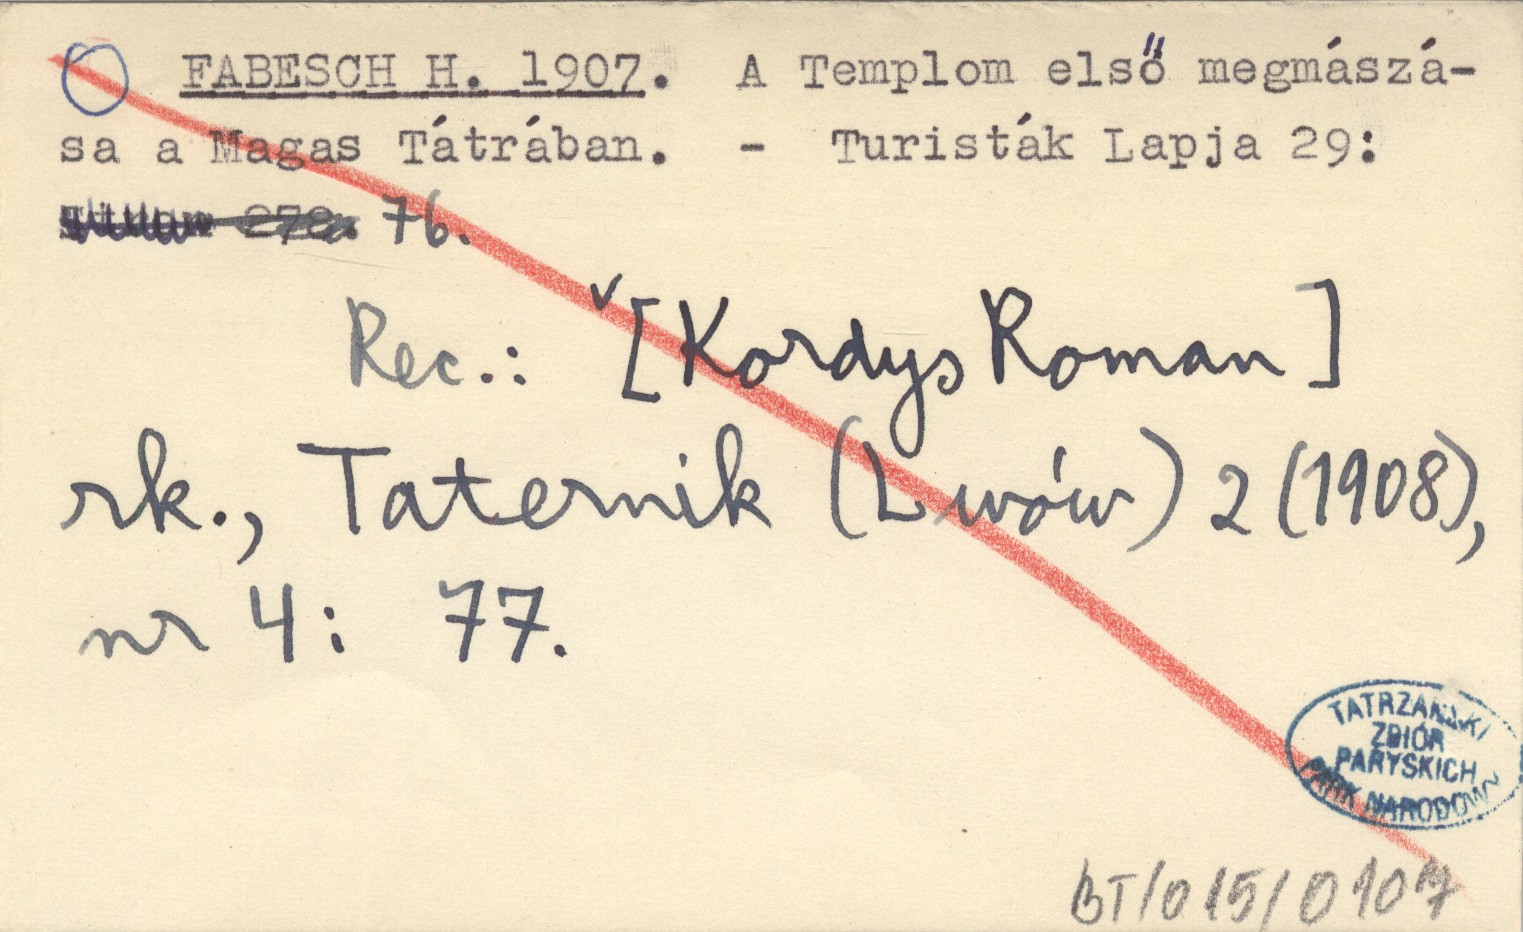 FABESCH H. 1907. A Templom első megmászá-
sa a Magas Tátrában. - Turisták Lapja 29:
76.
Rec.: [Kordys Roman]
rk., Taternik (Lwów) 2 (1908),
nr 4: 77.
TATRZAŃSKI
ZBIÓR
PARYSKICH
PARK NARODOWY
BT/015/0107